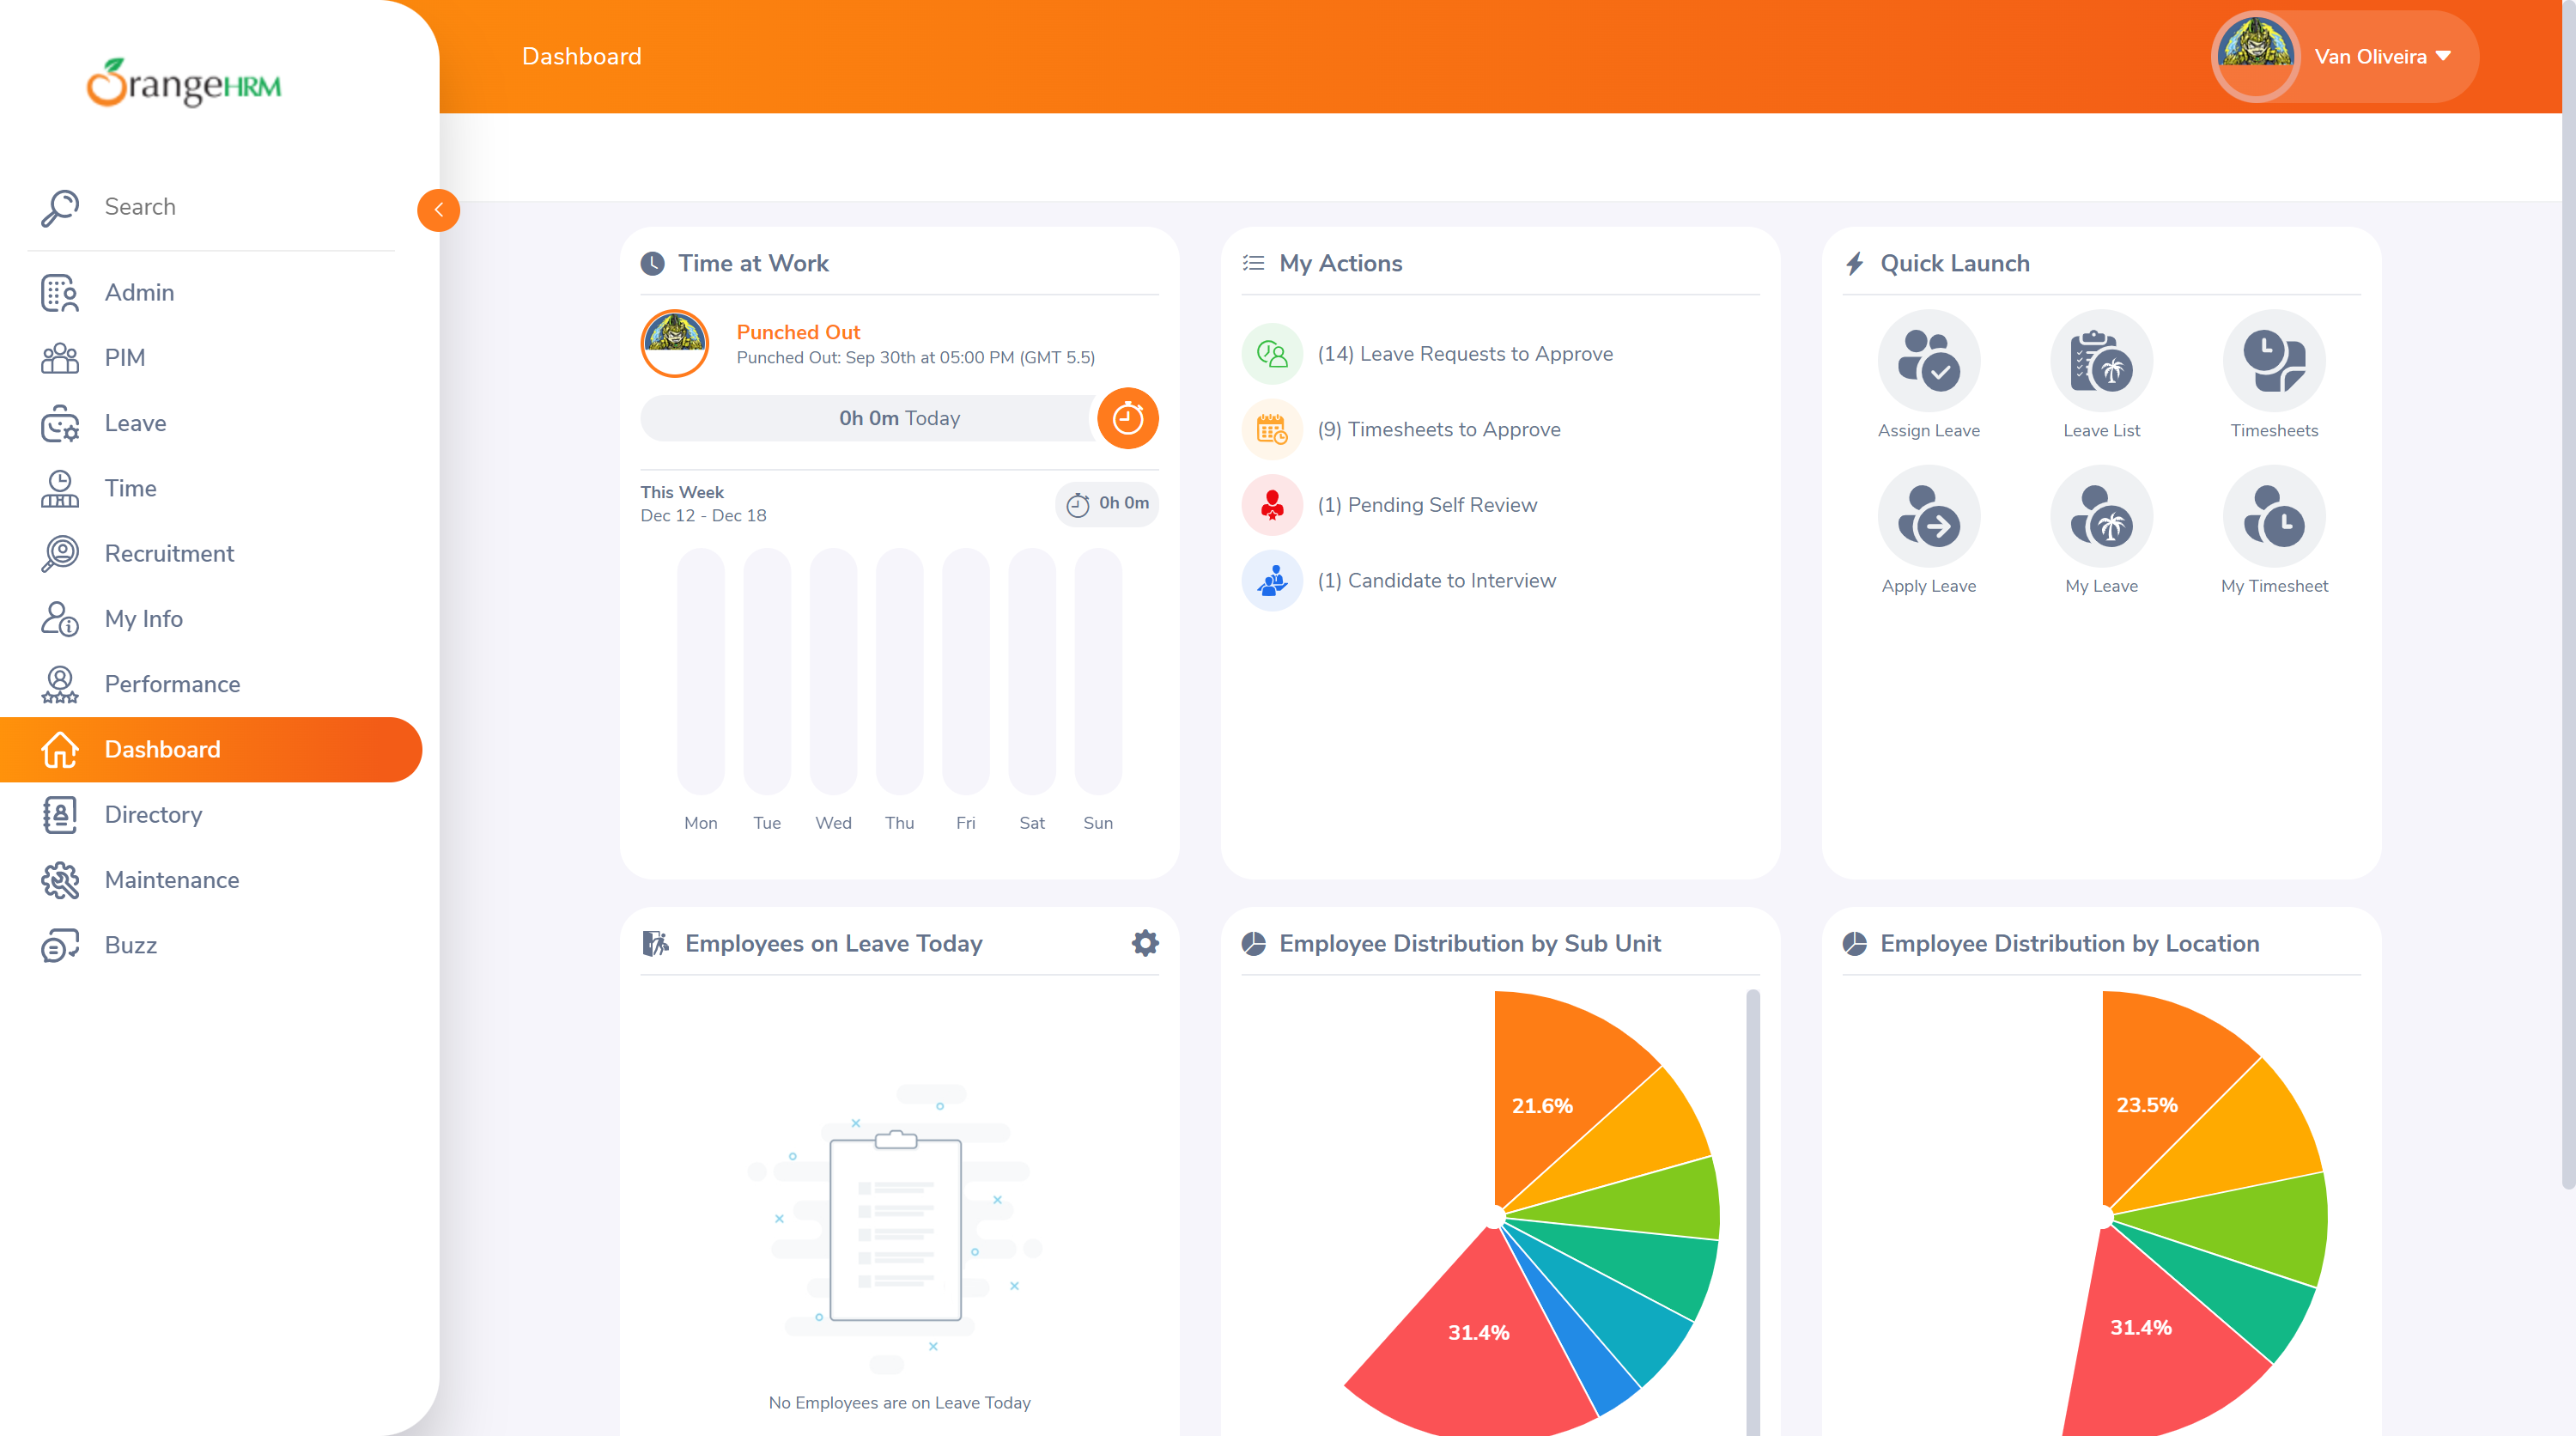 OrangeHRM
Dashboard
Van Oliveira
Search
Admin
PIM
Leave
Time
Recruitment
My Info
Performance
Dashboard
Directory
Maintenance
Buzz
Time at Work
Punched Out
Punched Out: Sep 30th at 05:00 PM (GMT 5.5)
0h 0m Today
This Week
Dec 12 - Dec 18
0h 0m
Mon Tue Wed Thu Fri Sat Sun
My Actions
(14) Leave Requests to Approve
(9) Timesheets to Approve
(1) Pending Self Review
(1) Candidate to Interview
Quick Launch
Assign Leave Leave List Timesheets
Apply Leave My Leave My Timesheet
Employees on Leave Today
No Employees are on Leave Today
Employee Distribution by Sub Unit
21.6%
31.4%
Employee Distribution by Location
23.5%
31.4%